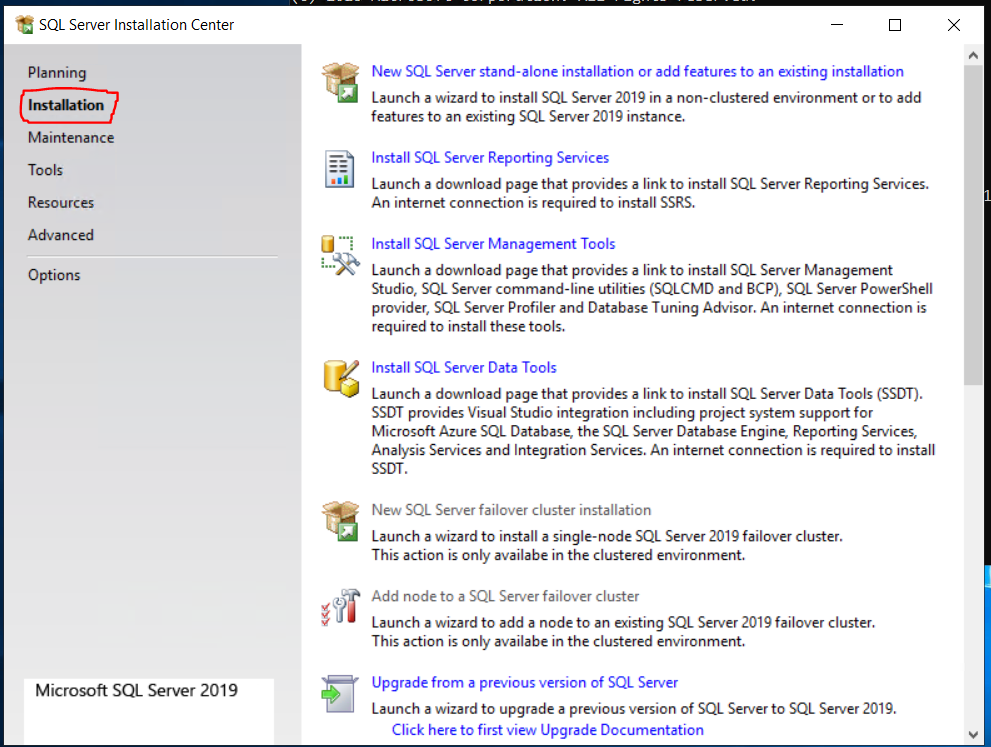 SQL Server Installation Center
Planning
Installation
Maintenance
Tools
Resources
Advanced
Options
Microsoft SQL Server 2019
New SQL Server stand-alone installation or add features to an existing installation
Launch a wizard to install SQL Server 2019 in a non-clustered environment or to add
features to an existing SQL Server 2019 instance.
Install SQL Server Reporting Services
Launch a download page that provides a link to install SQL Server Reporting Services.
An internet connection is required to install SSRS.
Install SQL Server Management Tools
Launch a download page that provides a link to install SQL Server Management
Studio, SQL Server command-line utilities (SQLCMD and BCP), SQL Server PowerShell
provider, SQL Server Profiler and Database Tuning Advisor. An internet connection is
required to install these tools.
Install SQL Server Data Tools
Launch a download page that provides a link to install SQL Server Data Tools (SSDT).
SSDT provides Visual Studio integration including project system support for
Microsoft Azure SQL Database, the SQL Server Database Engine, Reporting Services,
Analysis Services and Integration Services. An internet connection is required to install
SSDT.
New SQL Server failover cluster installation
Launch a wizard to install a single-node SQL Server 2019 failover cluster.
This action is only availabe in the clustered environment.
Add node to a SQL Server failover cluster
Launch a wizard to add a node to an existing SQL Server 2019 failover cluster.
This action is only availabe in the clustered environment.
Upgrade from a previous version of SQL Server
Launch a wizard to upgrade a previous version of SQL Server to SQL Server 2019.
Click here to first view Upgrade Documentation